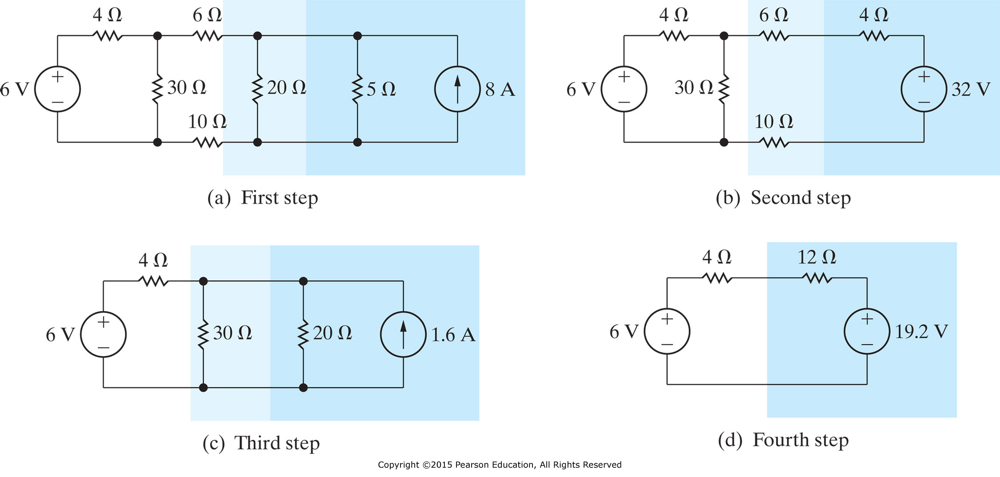 4 Ω 6 Ω
6 V + − 30 Ω 20 Ω 5 Ω 8 A
10 Ω
(a) First step
4 Ω 6 Ω 4 Ω
6 V + − 30 Ω + − 32 V
10 Ω
(b) Second step
4 Ω
6 V + − 30 Ω 20 Ω 1.6 A
(c) Third step
4 Ω 12 Ω
6 V + − + − 19.2 V
(d) Fourth step
Copyright ©2015 Pearson Education, All Rights Reserved